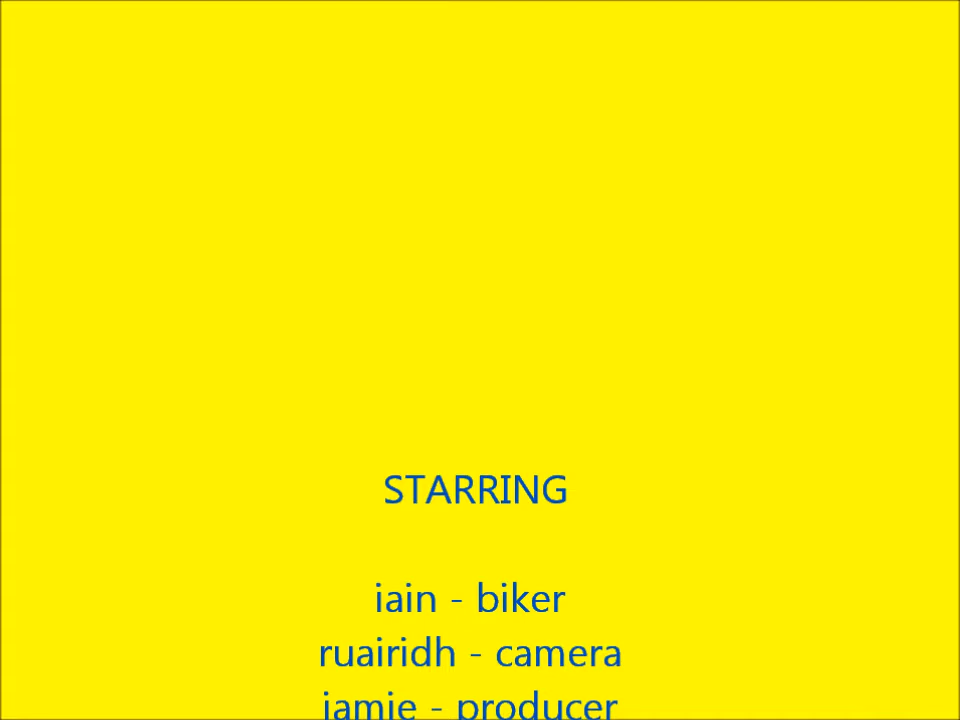 STARRING
iain - biker
ruairidh - camera
jamie - producer